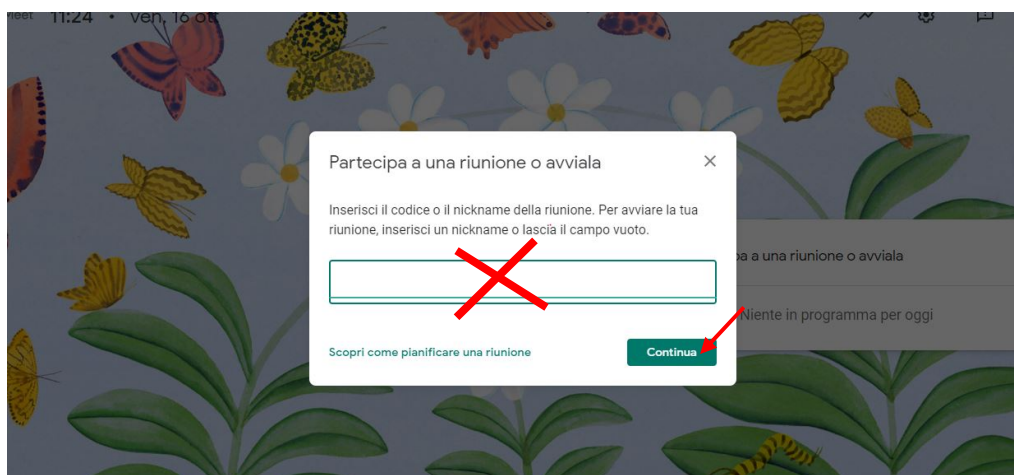 Meet 11:24 • ven, 16 ott
Partecipa a una riunione o avviala
Inserisci il codice o il nickname della riunione. Per avviare la tua
riunione, inserisci un nickname o lascia il campo vuoto.
a una riunione o avviala
Niente in programma per oggi
Scopri come pianificare una riunione
Continua